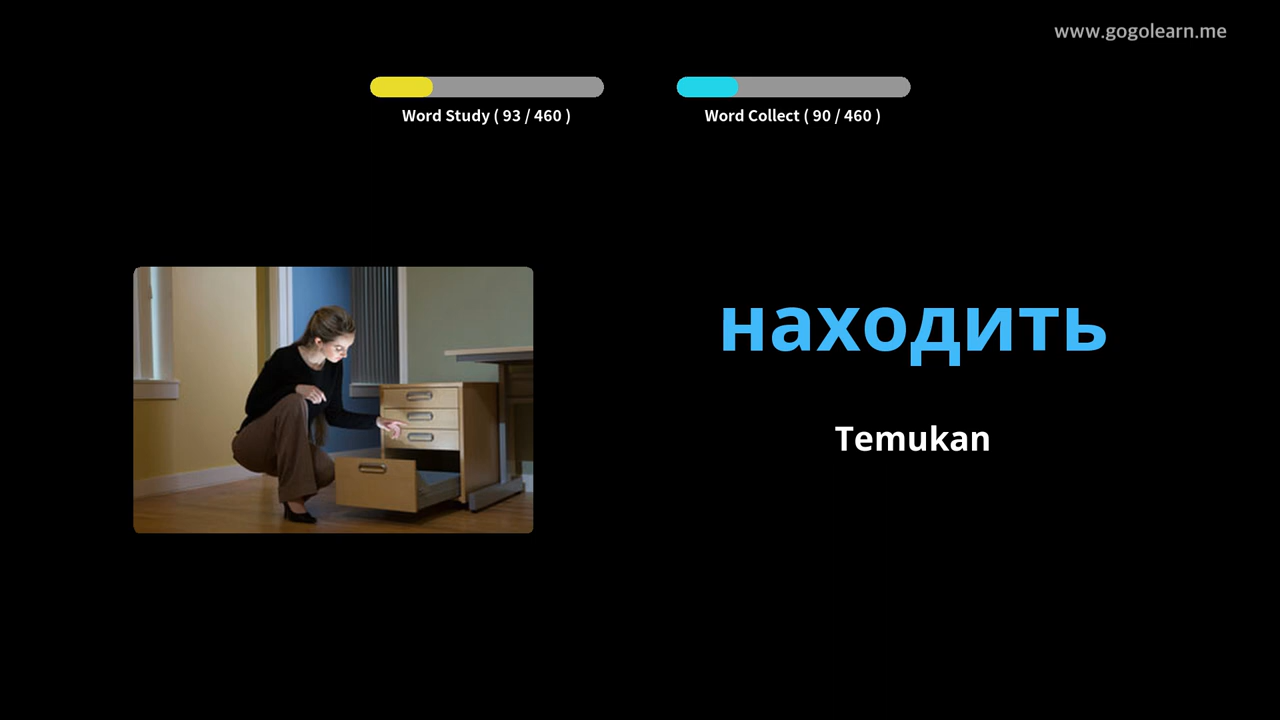 www.gogolearn.me
Word Study ( 93 / 460 )
Word Collect ( 90 / 460 )
находить
Temukan